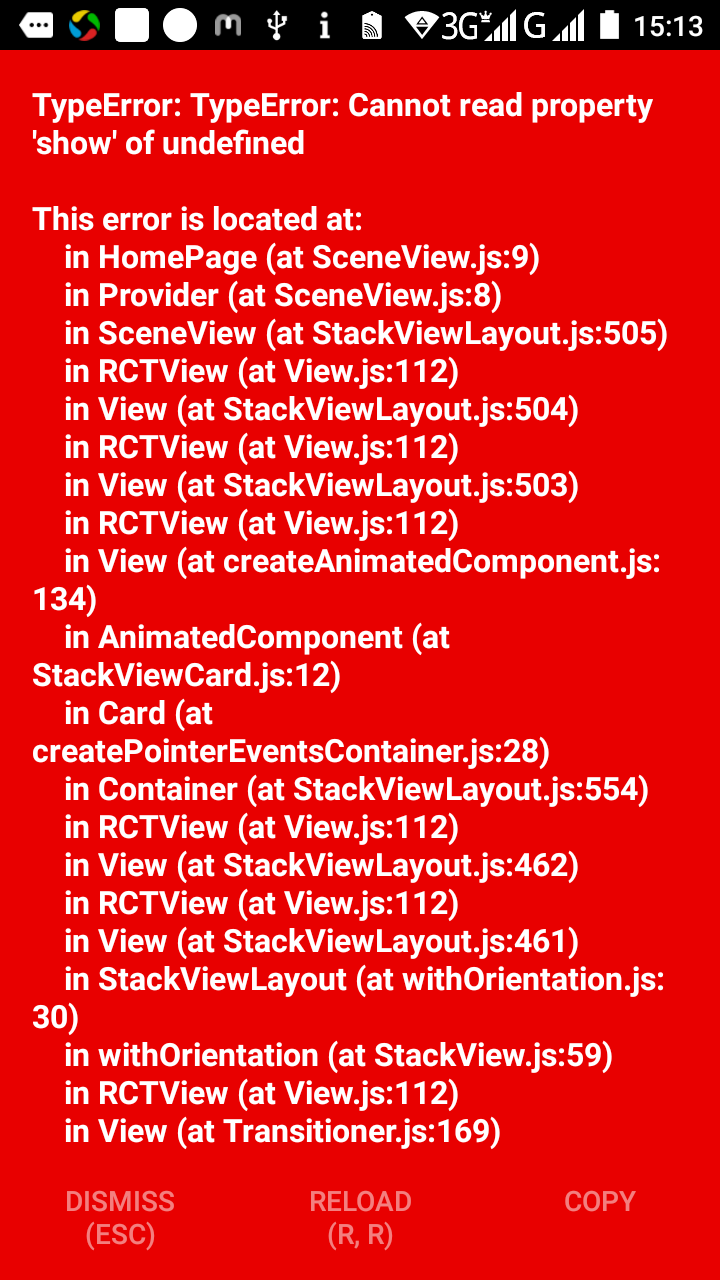 3G G 15:13
TypeError: TypeError: Cannot read property
'show' of undefined
This error is located at:
in HomePage (at SceneView.js:9)
in Provider (at SceneView.js:8)
in SceneView (at StackViewLayout.js:505)
in RCTView (at View.js:112)
in View (at StackViewLayout.js:504)
in RCTView (at View.js:112)
in View (at StackViewLayout.js:503)
in RCTView (at View.js:112)
in View (at createAnimatedComponent.js:
134)
in AnimatedComponent (at
StackViewCard.js:12)
in Card (at
createPointerEventsContainer.js:28)
in Container (at StackViewLayout.js:554)
in RCTView (at View.js:112)
in View (at StackViewLayout.js:462)
in RCTView (at View.js:112)
in View (at StackViewLayout.js:461)
in StackViewLayout (at withOrientation.js:
30)
in withOrientation (at StackView.js:59)
in RCTView (at View.js:112)
in View (at Transitioner.js:169)
DISMISS RELOAD COPY
(ESC) (R, R)